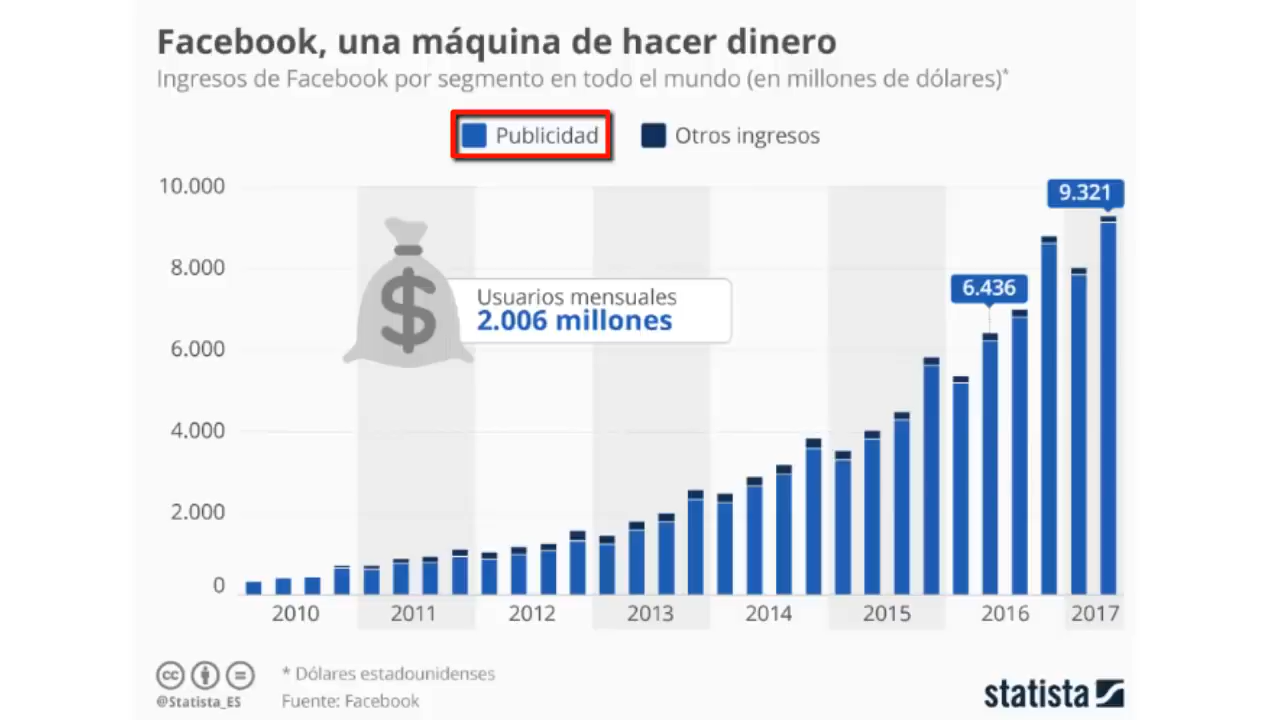 Facebook, una máquina de hacer dinero
Ingresos de Facebook por segmento en todo el mundo (en millones de dólares)*
Publicidad
Otros ingresos
10.000
8.000
6.000
4.000
2.000
0
9.321
6.436
Usuarios mensuales
2.006 millones
$
2010
2011
2012
2013
2014
2015
2016
2017
cc
@Statista_ES
* Dólares estadounidenses
Fuente: Facebook
statista